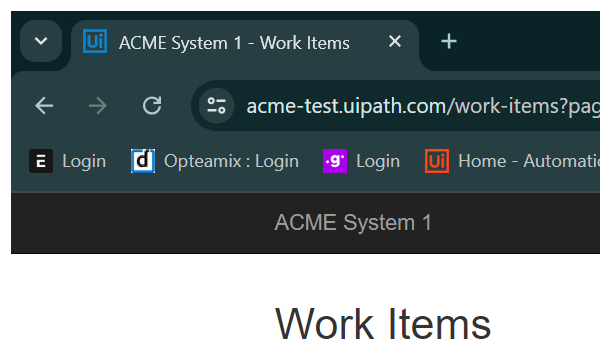 Ui ACME System 1 - Work Items
acme-test.uipath.com/work-items?pag
E Login d Opteamix : Login .g Login Ui Home - Automatic
ACME System 1
Work Items